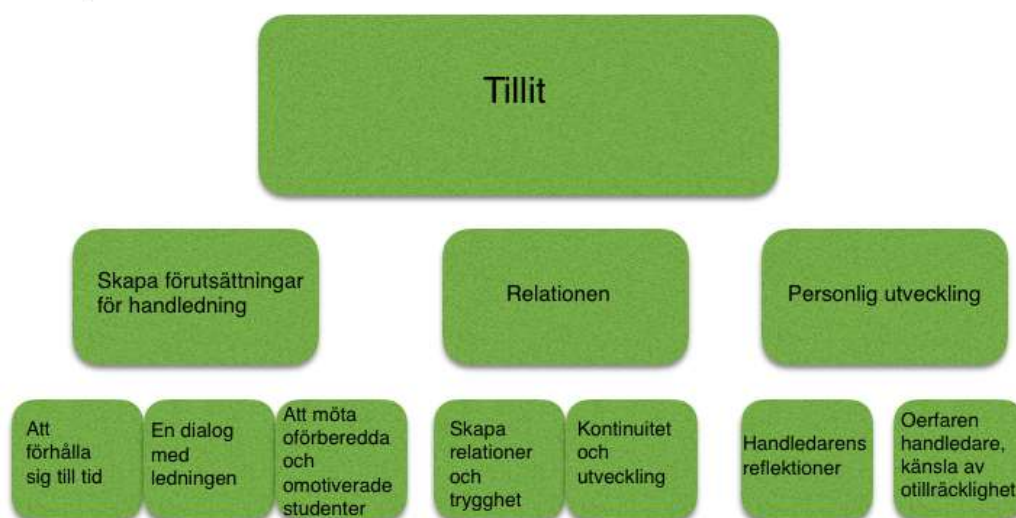 Tillit
Skapa förutsättningar
för handledning
Relationen
Personlig utveckling
Att
förhålla
sig till tid
En dialog
med
ledningen
Att möta
oförberedda
och
omotiverade
studenter
Skapa
relationer
och
trygghet
Kontinuitet
och
utveckling
Handledarens
reflektioner
Oerfaren
handledare,
känsla av
otillräcklighet